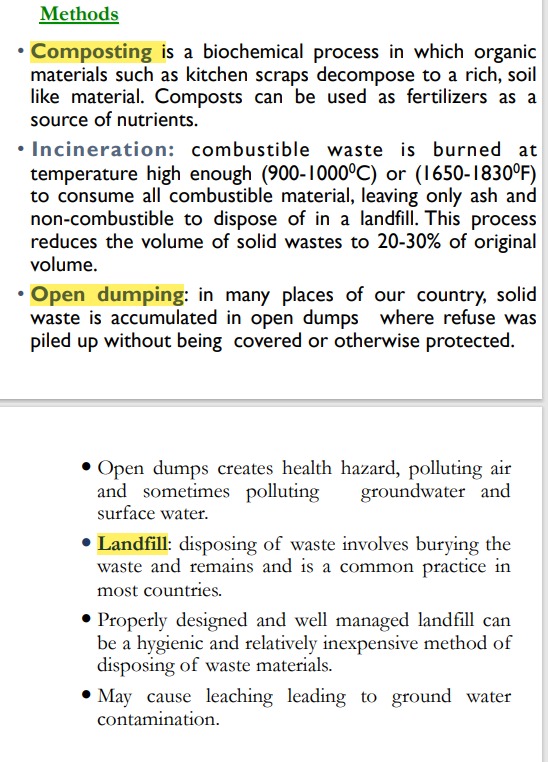 Methods
• Composting is a biochemical process in which organic
materials such as kitchen scraps decompose to a rich, soil
like material. Composts can be used as fertilizers as a
source of nutrients.
• Incineration: combustible waste is burned at
temperature high enough (900-1000⁰C) or (1650-1830⁰F)
to consume all combustible material, leaving only ash and
non-combustible to dispose of in a landfill. This process
reduces the volume of solid wastes to 20-30% of original
volume.
• Open dumping: in many places of our country, solid
waste is accumulated in open dumps where refuse was
piled up without being covered or otherwise protected.
• Open dumps creates health hazard, polluting air
and sometimes polluting groundwater and
surface water.
• Landfill: disposing of waste involves burying the
waste and remains and is a common practice in
most countries.
• Properly designed and well managed landfill can
be a hygienic and relatively inexpensive method of
disposing of waste materials.
• May cause leaching leading to ground water
contamination.